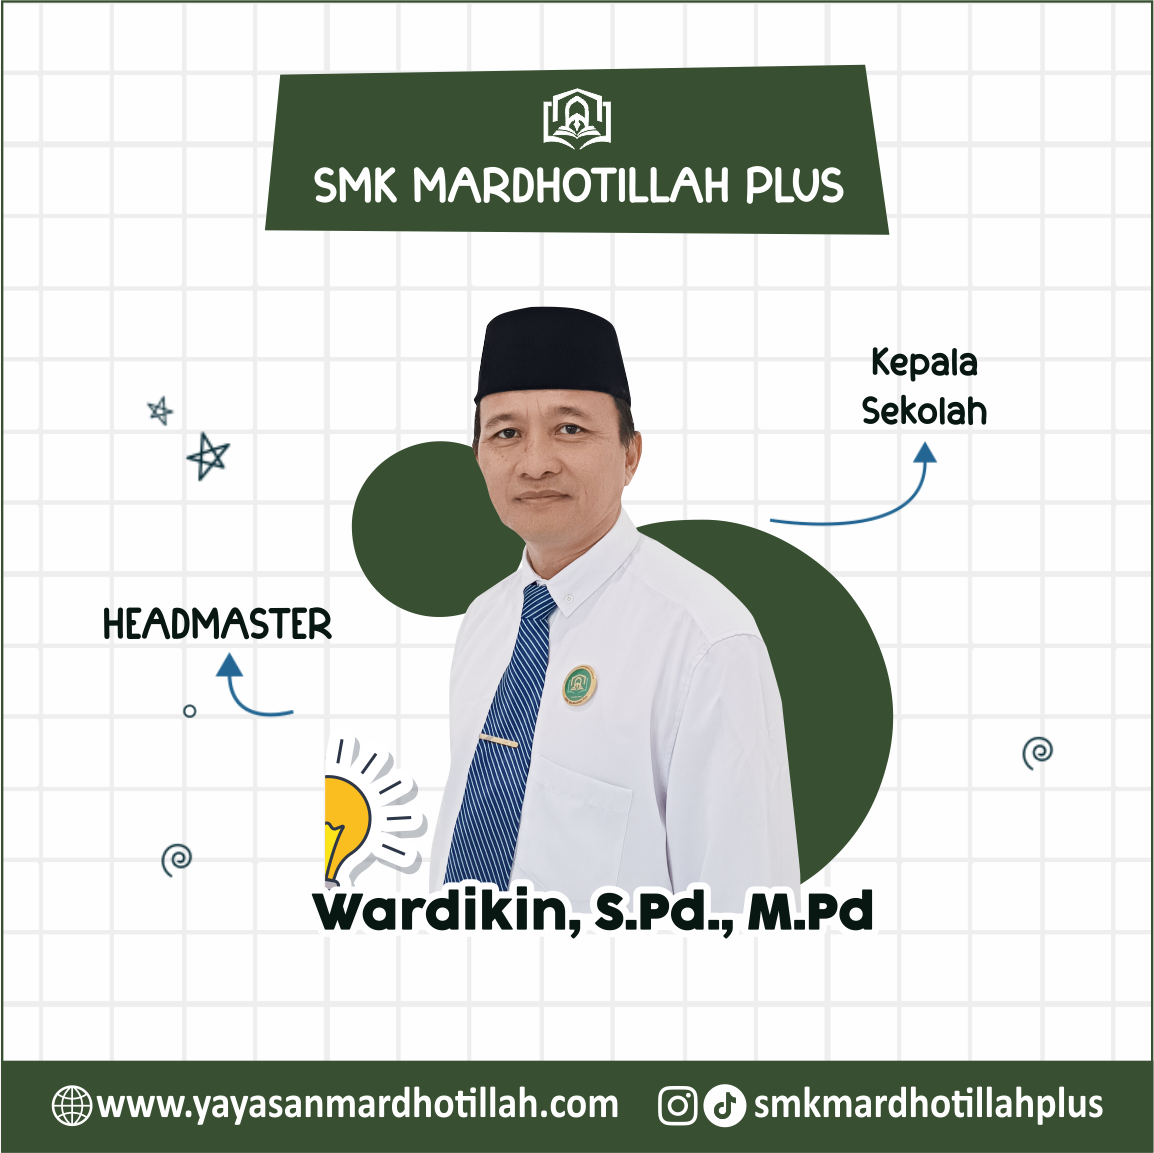 SMK MARDHOTILLAH PLUS
Kepala
Sekolah
HEADMASTER
Wardikin, S.Pd., M.Pd
www.yayasanmardhotillah.com
smkmardhotillahplus